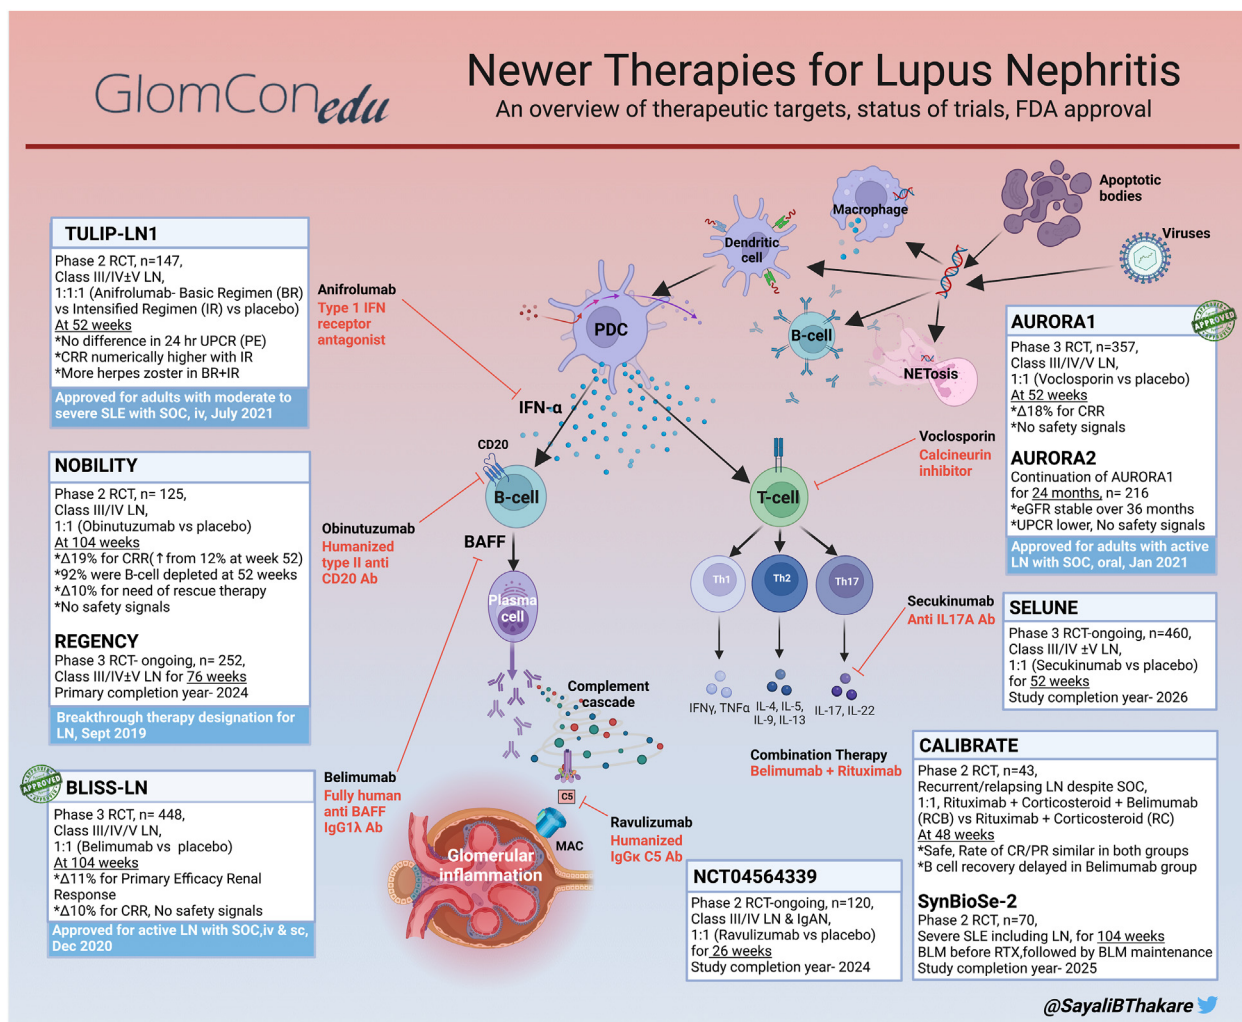 GlomConedu
Newer Therapies for Lupus Nephritis
An overview of therapeutic targets, status of trials, FDA approval
TULIP-LN1
Phase 2 RCT, n=147,
Class III/IV±V LN,
1:1:1 (Anifrolumab- Basic Regimen (BR)
vs Intensified Regimen (IR) vs placebo)
At 52 weeks
*No difference in 24 hr UPCR (PE)
*CRR numerically higher with IR
*More herpes zoster in BR+IR
Approved for adults with moderate to
severe SLE with SOC, iv, July 2021
NOBILITY
Phase 2 RCT, n= 125,
Class III/IV LN,
1:1 (Obinutuzumab vs placebo)
At 104 weeks
*Δ19% for CRR(↑from 12% at week 52)
*92% were B-cell depleted at 52 weeks
*Δ10% for need of rescue therapy
*No safety signals
REGENCY
Phase 3 RCT- ongoing, n= 252,
Class III/IV±V LN for 76 weeks
Primary completion year- 2024
Breakthrough therapy designation for
LN, Sept 2019
APPROVED
BLISS-LN
Phase 3 RCT, n= 448,
Class III/IV/V LN,
1:1 (Belimumab vs  placebo)
At 104 weeks
*Δ11% for Primary Efficacy Renal
Response
*Δ10% for CRR, No safety signals
Approved for active LN with SOC,iv & sc,
Dec 2020
Anifrolumab
Type 1 IFN
receptor
antagonist
Obinutuzumab
Humanized
type II anti
CD20 Ab
Belimumab
Fully human
anti BAFF
IgG1λ Ab
Apoptotic
bodies
Macrophage
Viruses
Dendritic
cell
PDC
B-cell
NETosis
IFN-α
CD20
B-cell
T-cell
BAFF
Plasma
cell
Th1
Th2
Th17
IFNγ, TNFα
IL-4, IL-5,
IL-9, IL-13
IL-17, IL-22
Complement
cascade
C5
MAC
Glomerular
inflammation
Voclosporin
Calcineurin
inhibitor
Secukinumab
Anti IL17A Ab
Combination Therapy
Belimumab + Rituximab
Ravulizumab
Humanized
IgGκ C5 Ab
APPROVED
AURORA1
Phase 3 RCT, n=357,
Class III/IV/V LN,
1:1 (Voclosporin vs placebo)
At 52 weeks
*Δ18% for CRR
*No safety signals
AURORA2
Continuation of AURORA1
for 24 months, n= 216
*eGFR stable over 36 months
*UPCR lower, No safety signals
Approved for adults with active
LN with SOC, oral, Jan 2021
SELUNE
Phase 3 RCT-ongoing, n=460,
Class III/IV ±V LN,
1:1 (Secukinumab vs placebo)
for 52 weeks
Study completion year- 2026
CALIBRATE
Phase 2 RCT, n=43,
Recurrent/relapsing LN despite SOC,
1:1, Rituximab + Corticosteroid + Belimumab
(RCB) vs Rituximab + Corticosteroid (RC)
At 48 weeks
*Safe, Rate of CR/PR similar in both groups
*B cell recovery delayed in Belimumab group
SynBioSe-2
Phase 2 RCT, n=70,
Severe SLE including LN, for 104 weeks
BLM before RTX,followed by BLM maintenance
Study completion year- 2025
NCT04564339
Phase 2 RCT-ongoing, n=120,
Class III/IV LN & IgAN,
1:1 (Ravulizumab vs placebo)
for 26 weeks
Study completion year- 2024
@SayaliBThakare